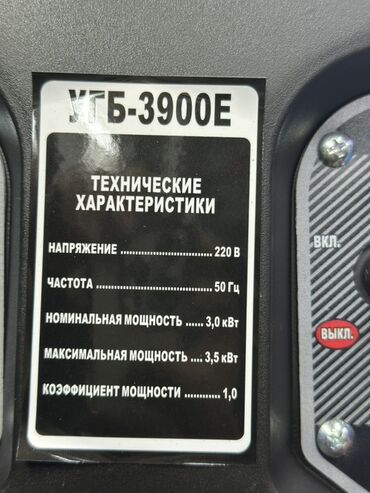 УГБ-3900Е
ТЕХНИЧЕСКИЕ
ХАРАКТЕРИСТИКИ
НАПРЯЖЕНИЕ ........................ 220 В
ЧАСТОТА ................................ 50 Гц
НОМИНАЛЬНАЯ МОЩНОСТЬ ...... 3,0 кВт
МАКСИМАЛЬНАЯ МОЩНОСТЬ .... 3,5 кВт
КОЭФФИЦИЕНТ МОЩНОСТИ ............ 1,0
ВКЛ.
ВЫКЛ.